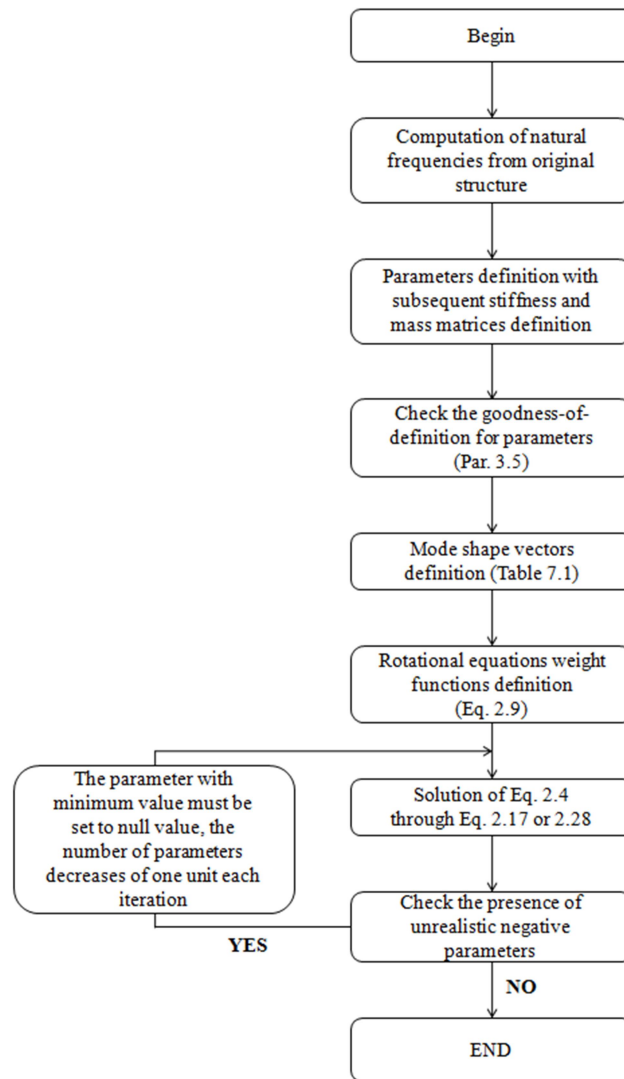 Begin
Computation of natural
frequencies from original
structure
Parameters definition with
subsequent stiffness and
mass matrices definition
Check the goodness-of-
definition for parameters
(Par. 3.5)
Mode shape vectors
definition (Table 7.1)
Rotational equations weight
functions definition
(Eq. 2.9)
The parameter with
minimum value must be
set to null value, the
number of parameters
decreases of one unit each
iteration
Solution of Eq. 2.4
through Eq. 2.17 or 2.28
Check the presence of
unrealistic negative
parameters
YES
NO
END